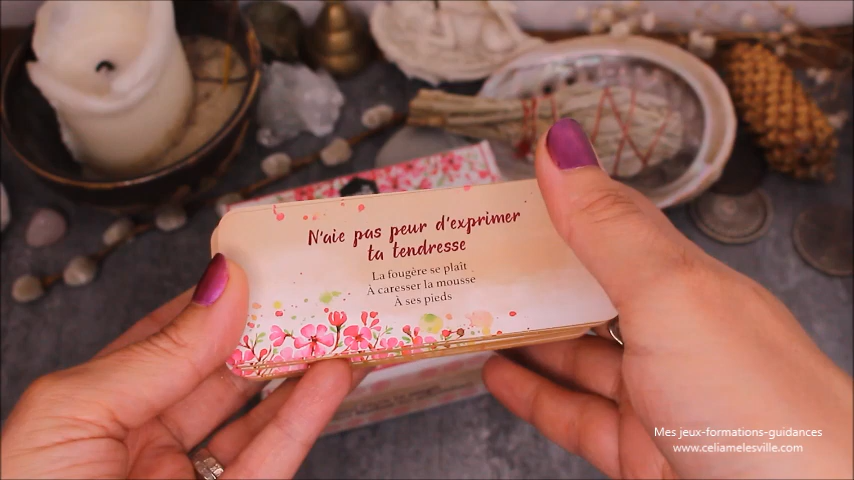 N'aie pas peur d'exprimer
ta tendresse
La fougère se plaît
À caresser la mousse
À ses pieds
Mes jeux-formations-guidances
www.celiamelesville.com